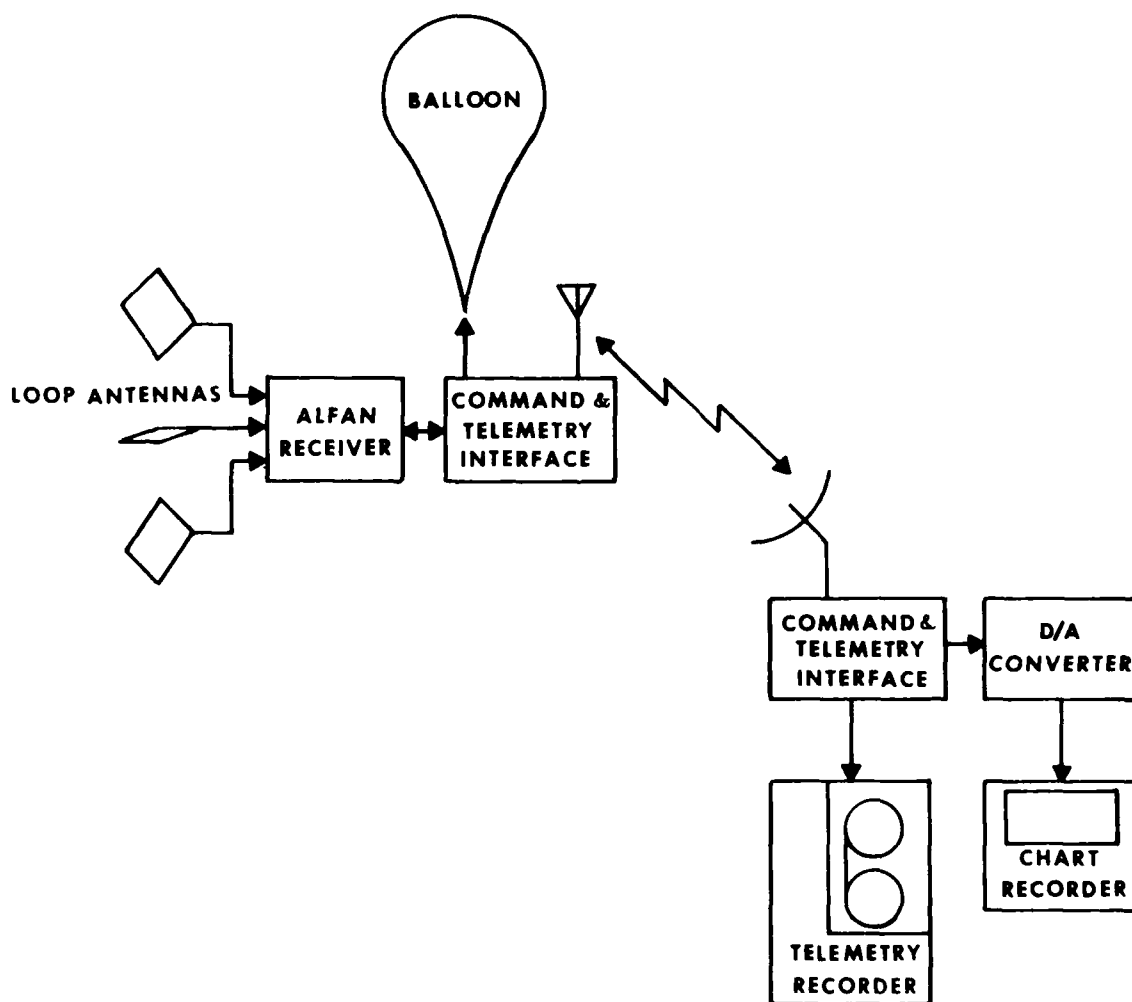 BALLOON
LOOP ANTENNAS
ALFAN
RECEIVER
COMMAND &
TELEMETRY
INTERFACE
COMMAND &
TELEMETRY
INTERFACE
D/A
CONVERTER
TELEMETRY
RECORDER
CHART
RECORDER